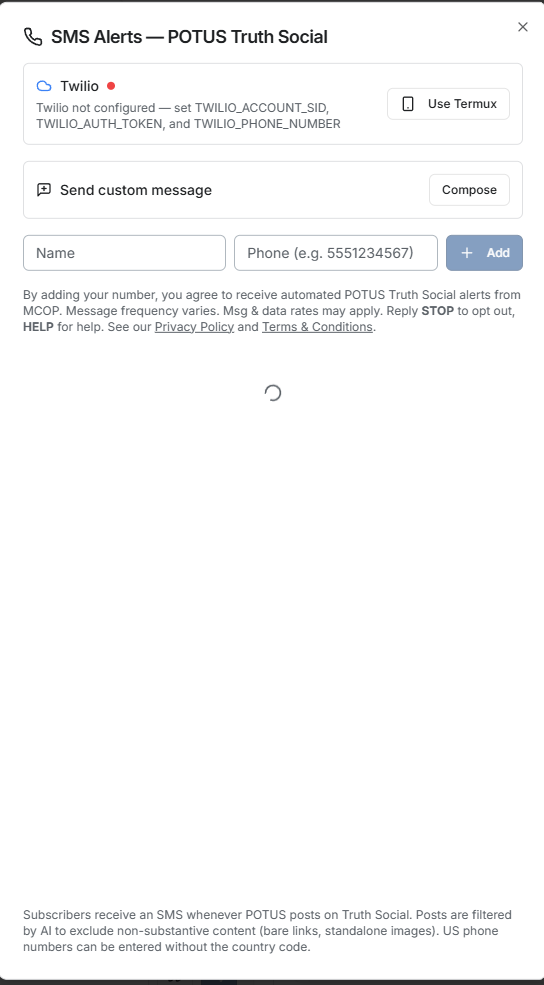 SMS Alerts — POTUS Truth Social
Twilio
Twilio not configured — set TWILIO_ACCOUNT_SID,
TWILIO_AUTH_TOKEN, and TWILIO_PHONE_NUMBER
Use Termux
Send custom message
Compose
Name
Phone (e.g. 5551234567)
Add
By adding your number, you agree to receive automated POTUS Truth Social alerts from
MCOP. Message frequency varies. Msg & data rates may apply. Reply STOP to opt out,
HELP for help. See our Privacy Policy and Terms & Conditions.
Subscribers receive an SMS whenever POTUS posts on Truth Social. Posts are filtered
by AI to exclude non-substantive content (bare links, standalone images). US phone
numbers can be entered without the country code.